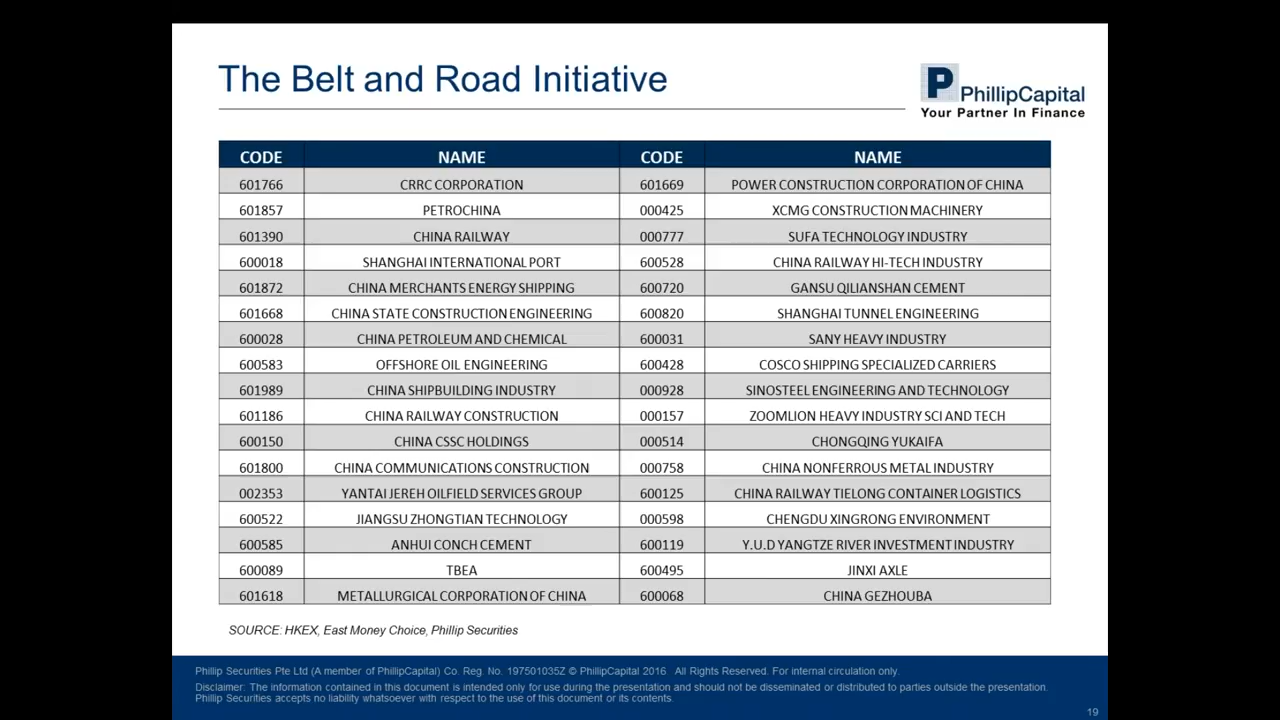 The Belt and Road Initiative
P PhillipCapital
Your Partner In Finance
CODE NAME CODE NAME
601766 CRRC CORPORATION 601669 POWER CONSTRUCTION CORPORATION OF CHINA
601857 PETROCHINA 000425 XCMG CONSTRUCTION MACHINERY
601390 CHINA RAILWAY 000777 SUFA TECHNOLOGY INDUSTRY
600018 SHANGHAI INTERNATIONAL PORT 600528 CHINA RAILWAY HI-TECH INDUSTRY
601872 CHINA MERCHANTS ENERGY SHIPPING 600720 GANSU QILIANSHAN CEMENT
601668 CHINA STATE CONSTRUCTION ENGINEERING 600820 SHANGHAI TUNNEL ENGINEERING
600028 CHINA PETROLEUM AND CHEMICAL 600031 SANY HEAVY INDUSTRY
600583 OFFSHORE OIL ENGINEERING 600428 COSCO SHIPPING SPECIALIZED CARRIERS
601989 CHINA SHIPBUILDING INDUSTRY 000928 SINOSTEEL ENGINEERING AND TECHNOLOGY
601186 CHINA RAILWAY CONSTRUCTION 000157 ZOOMLION HEAVY INDUSTRY SCI AND TECH
600150 CHINA CSSC HOLDINGS 000514 CHONGQING YUKAIFA
601800 CHINA COMMUNICATIONS CONSTRUCTION 000758 CHINA NONFERROUS METAL INDUSTRY
002353 YANTAI JEREH OILFIELD SERVICES GROUP 600125 CHINA RAILWAY TIELONG CONTAINER LOGISTICS
600522 JIANGSU ZHONGTIAN TECHNOLOGY 000598 CHENGDU XINGRONG ENVIRONMENT
600585 ANHUI CONCH CEMENT 600119 Y.U.D YANGTZE RIVER INVESTMENT INDUSTRY
600089 TBEA 600495 JINXI AXLE
601618 METALLURGICAL CORPORATION OF CHINA 600068 CHINA GEZHOUBA
SOURCE: HKEX, East Money Choice, Phillip Securities
Phillip Securities Pte Ltd (A member of PhillipCapital) Co. Reg. No. 197501035Z © PhillipCapital 2016. All Rights Reserved. For internal circulation only.
Disclaimer: The information contained in this document is intended only for use during the presentation and should not be disseminated or distributed to parties outside the presentation.
Phillip Securities accepts no liability whatsoever with respect to the use of this document or its contents.
19